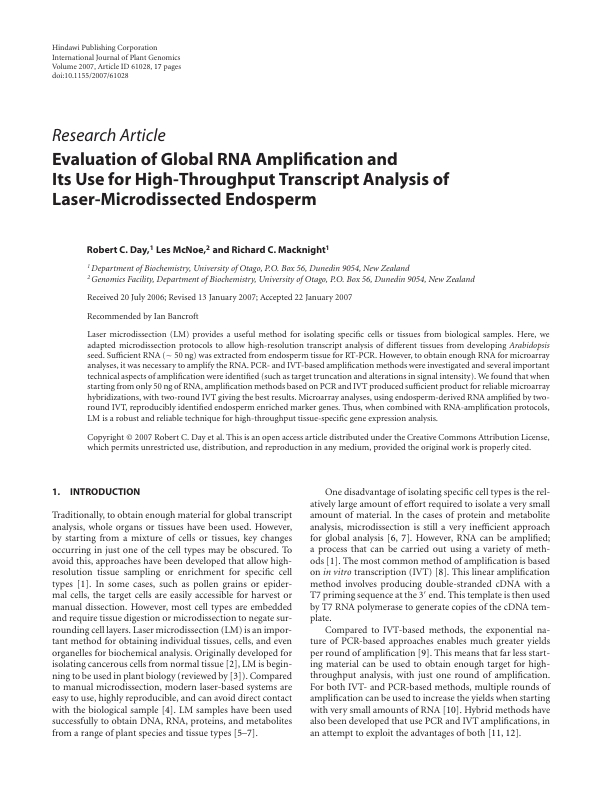 Hindawi Publishing Corporation
International Journal of Plant Genomics
Volume 2007, Article ID 61028, 17 pages
doi:10.1155/2007/61028
Research Article
Evaluation of Global RNA Amplification and
Its Use for High-Throughput Transcript Analysis of
Laser-Microdissected Endosperm
Robert C. Day,1 Les McNoe,2 and Richard C. Macknight1
1 Department of Biochemistry, University of Otago, P.O. Box 56, Dunedin 9054, New Zealand
2 Genomics Facility, Department of Biochemistry, University of Otago, P.O. Box 56, Dunedin 9054, New Zealand
Received 20 July 2006; Revised 13 January 2007; Accepted 22 January 2007
Recommended by Ian Bancroft
Laser microdissection (LM) provides a useful method for isolating specific cells or tissues from biological samples. Here, we
adapted microdissection protocols to allow high-resolution transcript analysis of different tissues from developing Arabidopsis
seed. Sufficient RNA (∼ 50 ng) was extracted from endosperm tissue for RT-PCR. However, to obtain enough RNA for microarray
analyses, it was necessary to amplify the RNA. PCR- and IVT-based amplification methods were investigated and several important
technical aspects of amplification were identified (such as target truncation and alterations in signal intensity). We found that when
starting from only 50 ng of RNA, amplification methods based on PCR and IVT produced sufficient product for reliable microarray
hybridizations, with two-round IVT giving the best results. Microarray analyses, using endosperm-derived RNA amplified by two-
round IVT, reproducibly identified endosperm enriched marker genes. Thus, when combined with RNA-amplification protocols,
LM is a robust and reliable technique for high-throughput tissue-specific gene expression analysis.
Copyright © 2007 Robert C. Day et al. This is an open access article distributed under the Creative Commons Attribution License,
which permits unrestricted use, distribution, and reproduction in any medium, provided the original work is properly cited.
1. INTRODUCTION
Traditionally, to obtain enough material for global transcript
analysis, whole organs or tissues have been used. However,
by starting from a mixture of cells or tissues, key changes
occurring in just one of the cell types may be obscured. To
avoid this, approaches have been developed that allow high-
resolution tissue sampling or enrichment for specific cell
types [1]. In some cases, such as pollen grains or epider-
mal cells, the target cells are easily accessible for harvest or
manual dissection. However, most cell types are embedded
and require tissue digestion or microdissection to negate sur-
rounding cell layers. Laser microdissection (LM) is an impor-
tant method for obtaining individual tissues, cells, and even
organelles for biochemical analysis. Originally developed for
isolating cancerous cells from normal tissue [2], LM is begin-
ning to be used in plant biology (reviewed by [3]). Compared
to manual microdissection, modern laser-based systems are
easy to use, highly reproducible, and can avoid direct contact
with the biological sample [4]. LM samples have been used
successfully to obtain DNA, RNA, proteins, and metabolites
from a range of plant species and tissue types [5–7].
One disadvantage of isolating specific cell types is the rel-
atively large amount of effort required to isolate a very small
amount of material. In the cases of protein and metabolite
analysis, microdissection is still a very inefficient approach
for global analysis [6, 7]. However, RNA can be amplified;
a process that can be carried out using a variety of meth-
ods [1]. The most common method of amplification is based
on in vitro transcription (IVT) [8]. This linear amplification
method involves producing double-stranded cDNA with a
T7 priming sequence at the 3′ end. This template is then used
by T7 RNA polymerase to generate copies of the cDNA tem-
plate.
Compared to IVT-based methods, the exponential na-
ture of PCR-based approaches enables much greater yields
per round of amplification [9]. This means that far less start-
ing material can be used to obtain enough target for high-
throughput analysis, with just one round of amplification.
For both IVT- and PCR-based methods, multiple rounds of
amplification can be used to increase the yields when starting
with very small amounts of RNA [10]. Hybrid methods have
also been developed that use PCR and IVT amplifications, in
an attempt to exploit the advantages of both [11, 12].